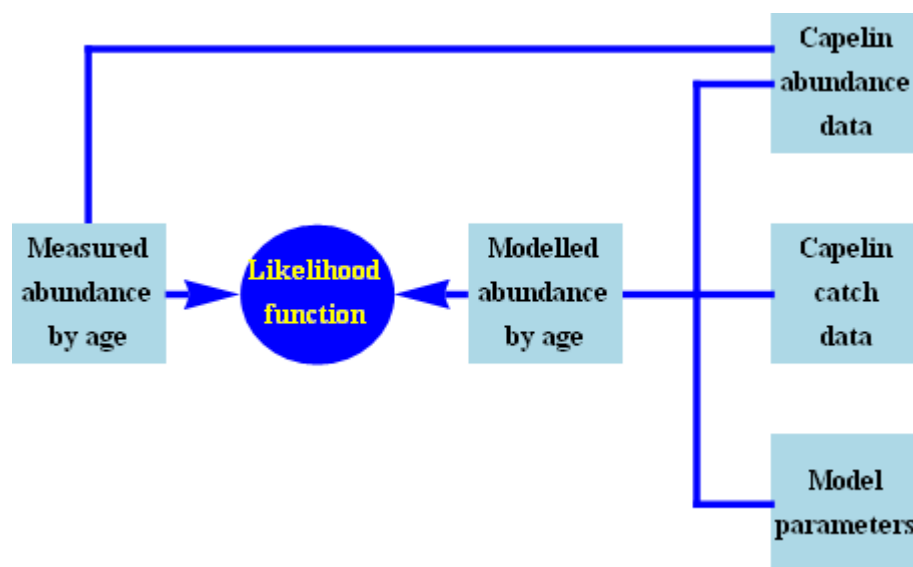 Capelin
abundance
data
Measured
abundance
by age
Likelihood
function
Modelled
abundance
by age
Capelin
catch
data
Model
parameters